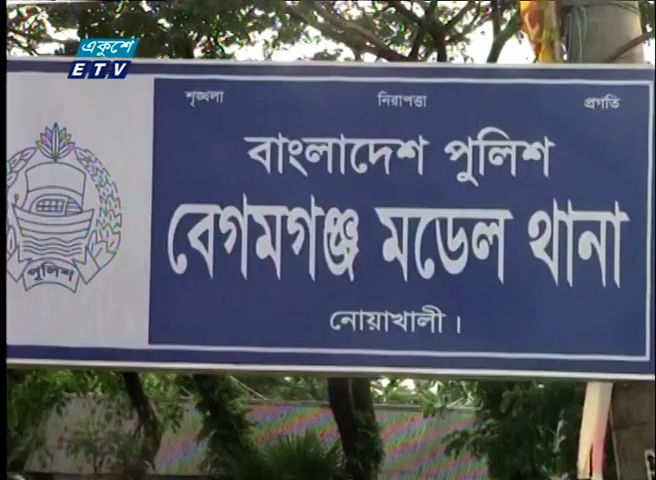 একুশে
ETV
শৃঙ্খলা নিরাপত্তা প্রগতি
বাংলাদেশ পুলিশ
বেগমগঞ্জ মডেল থানা
নোয়াখালী।
পুলিশ